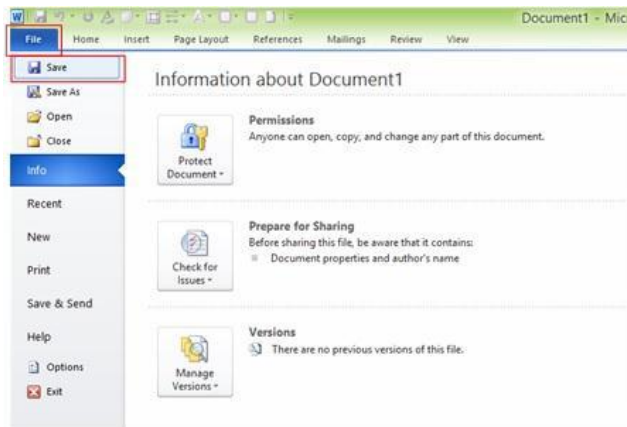 Document1 - Mic
File Home Insert Page Layout References Mailings Review View
Save
Save As
Open
Close
Info
Recent
New
Print
Save & Send
Help
Options
Exit
Information about Document1
Protect
Document
Permissions
Anyone can open, copy, and change any part of this document.
Check for
Issues
Prepare for Sharing
Before sharing this file, be aware that it contains:
Document properties and author's name
Manage
Versions
Versions
There are no previous versions of this file.